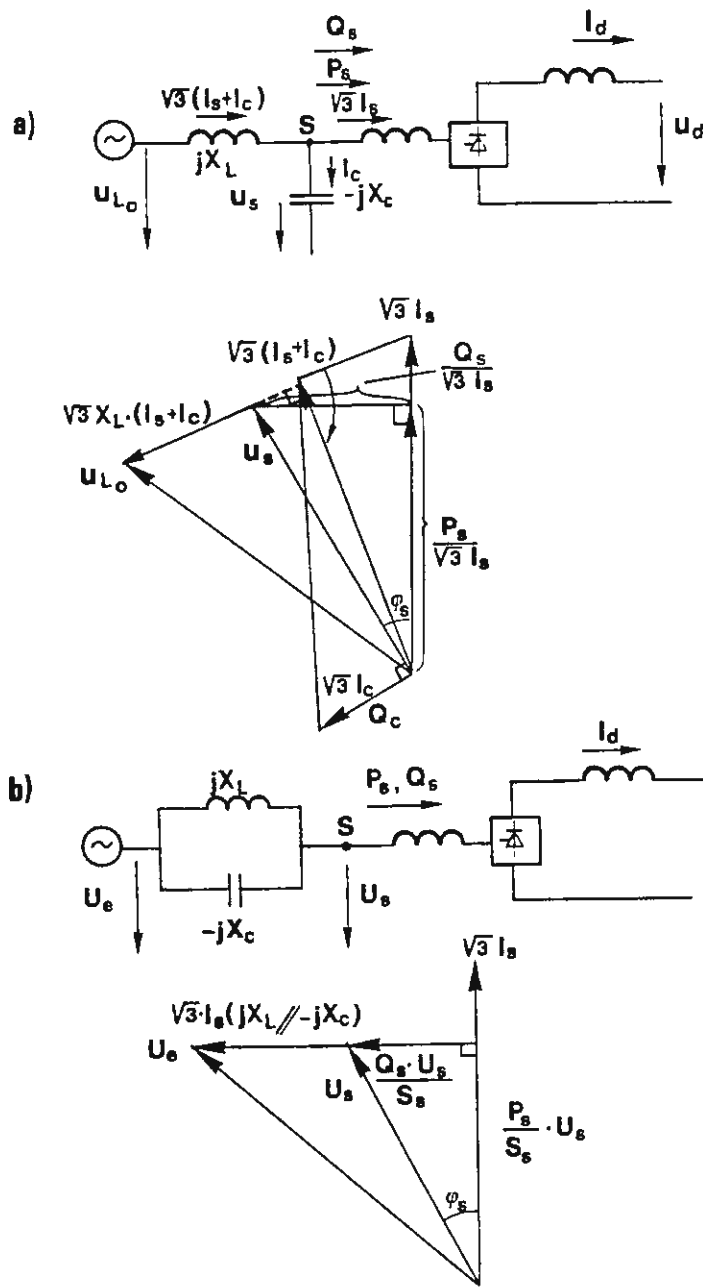 a)
Q_s
P_s
√3 (I_s+I_c)
√3 I_s
I_d
S
jX_L
I_c
-jX_c
u_Lo
u_s
u_d
√3 I_s
√3 (I_s+I_c)
Q_s
√3 I_s
√3 X_L·(I_s+I_c)
u_s
u_Lo
P_s
√3 I_s
φ_s
√3 I_c
Q_c
b)
jX_L
P_s, Q_s
I_d
S
U_e
-jX_c
U_s
√3 I_s
√3·I_s(jX_L//-jX_c)
U_e
U_s
Q_s·U_s
S_s
P_s
S_s
·U_s
φ_s